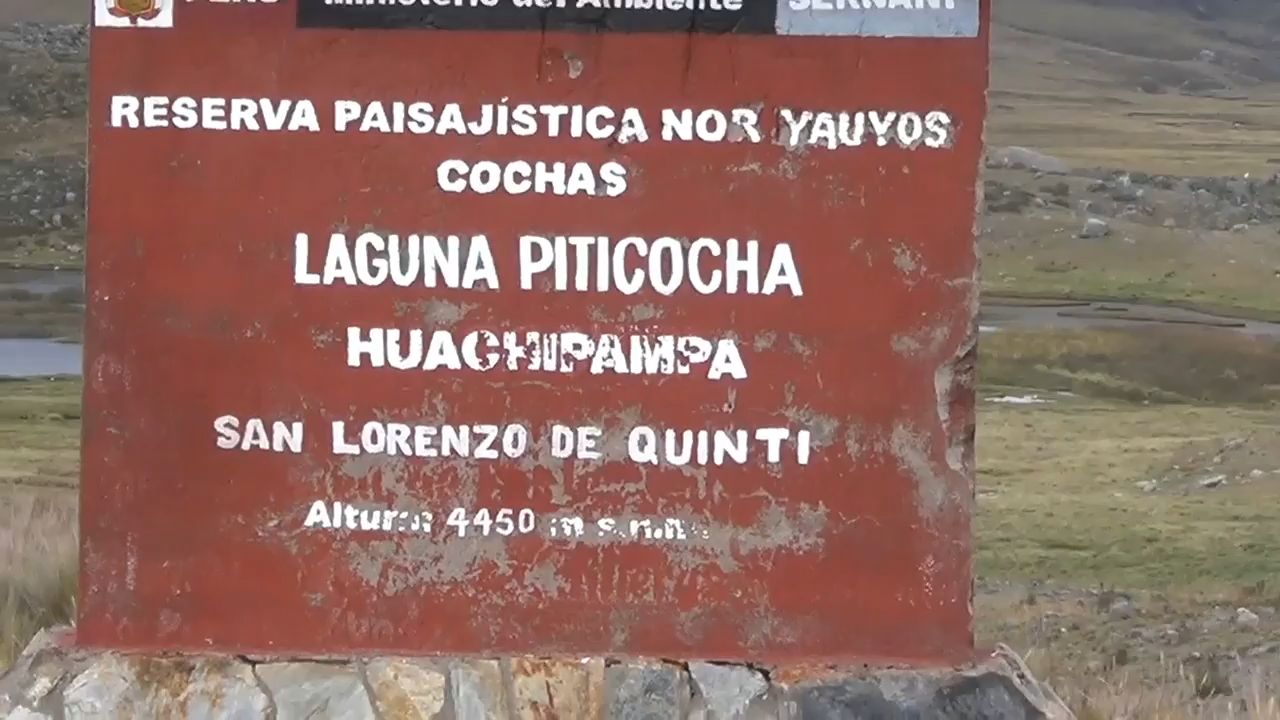 PERÚ Ministerio del Ambiente SERNANP
RESERVA PAISAJÍSTICA NOR YAUYOS
COCHAS
LAGUNA PITICOCHA
HUACHIPAMPA
SAN LORENZO DE QUINTI
Altura: 4450 m s.n.m.